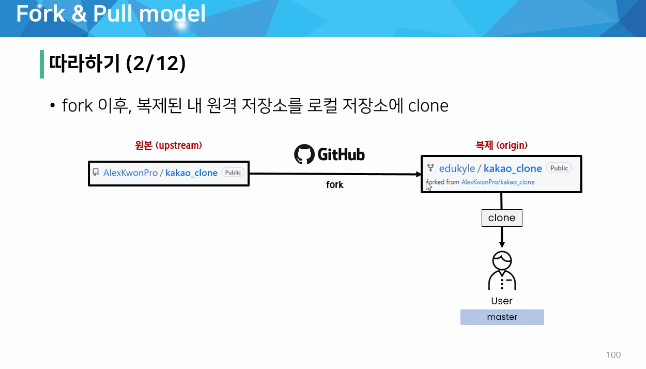 Fork & Pull model
따라하기 (2/12)
• fork 이후, 복제된 내 원격 저장소를 로컬 저장소에 clone
원본 (upstream)
GitHub
복제 (origin)
AlexKwonPro / kakao_clone Public
fork
edukyle / kakao_clone Public
forked from AlexKwonPro/kakao_clone
clone
User
master
100